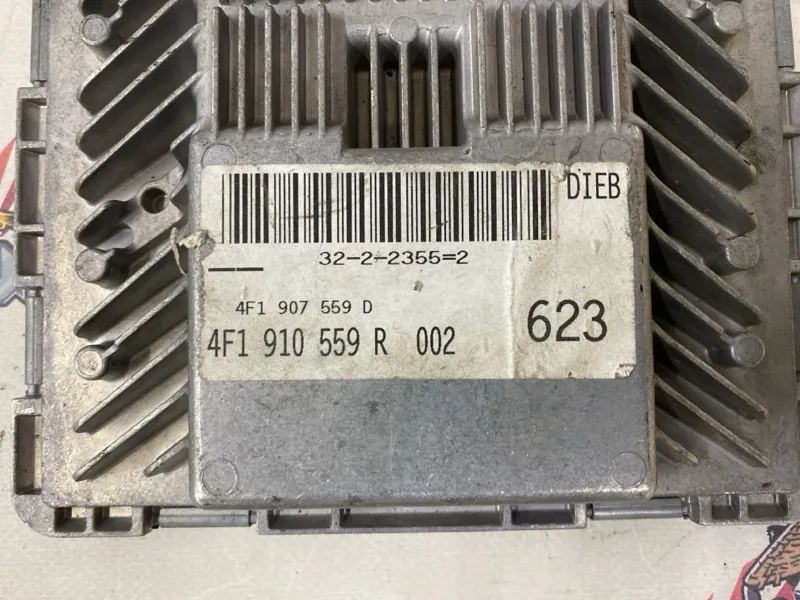 DIEB
32-2-2355=2
4F1 907 559 D
623
4F1 910 559 R 002